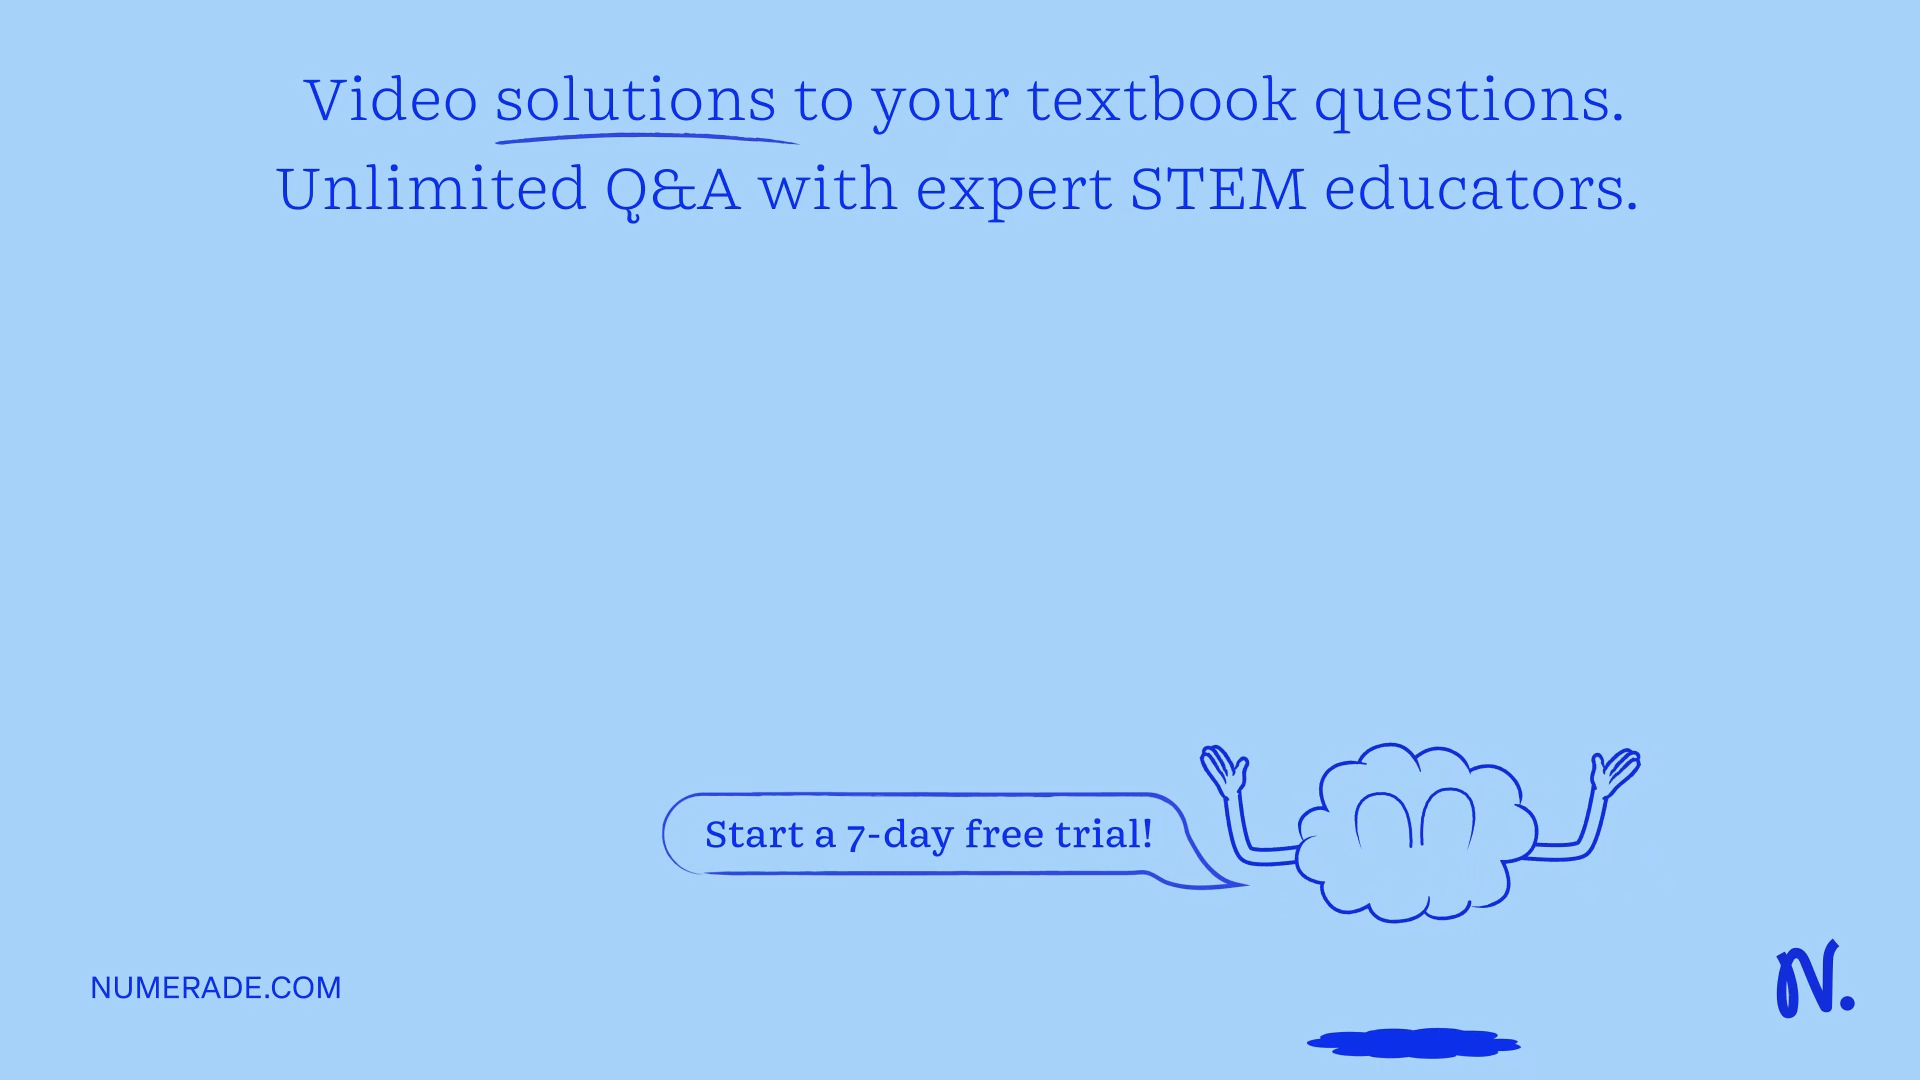 Video solutions to your textbook questions.
Unlimited Q&A with expert STEM educators.
Start a 7-day free trial!
NUMERADE.COM
N.